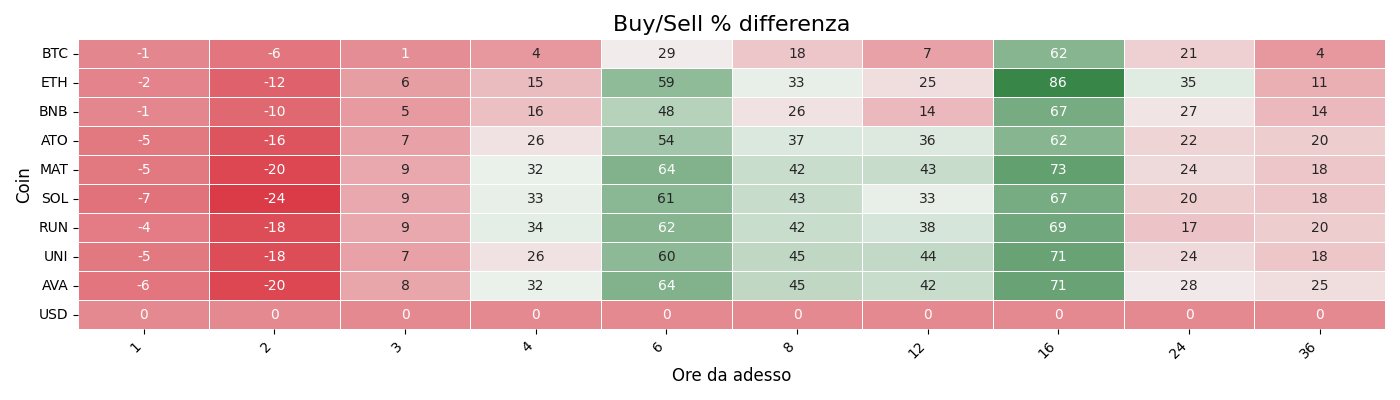 Buy/Sell % differenza
Coin
BTC -1 -6 1 4 29 18 7 62 21 4
ETH -2 -12 6 15 59 33 25 86 35 11
BNB -1 -10 5 16 48 26 14 67 27 14
ATO -5 -16 7 26 54 37 36 62 22 20
MAT -5 -20 9 32 64 42 43 73 24 18
SOL -7 -24 9 33 61 43 33 67 20 18
RUN -4 -18 9 34 62 42 38 69 17 20
UNI -5 -18 7 26 60 45 44 71 24 18
AVA -6 -20 8 32 64 45 42 71 28 25
USD 0 0 0 0 0 0 0 0 0 0
1 2 3 4 6 8 12 16 24 36
Ore da adesso